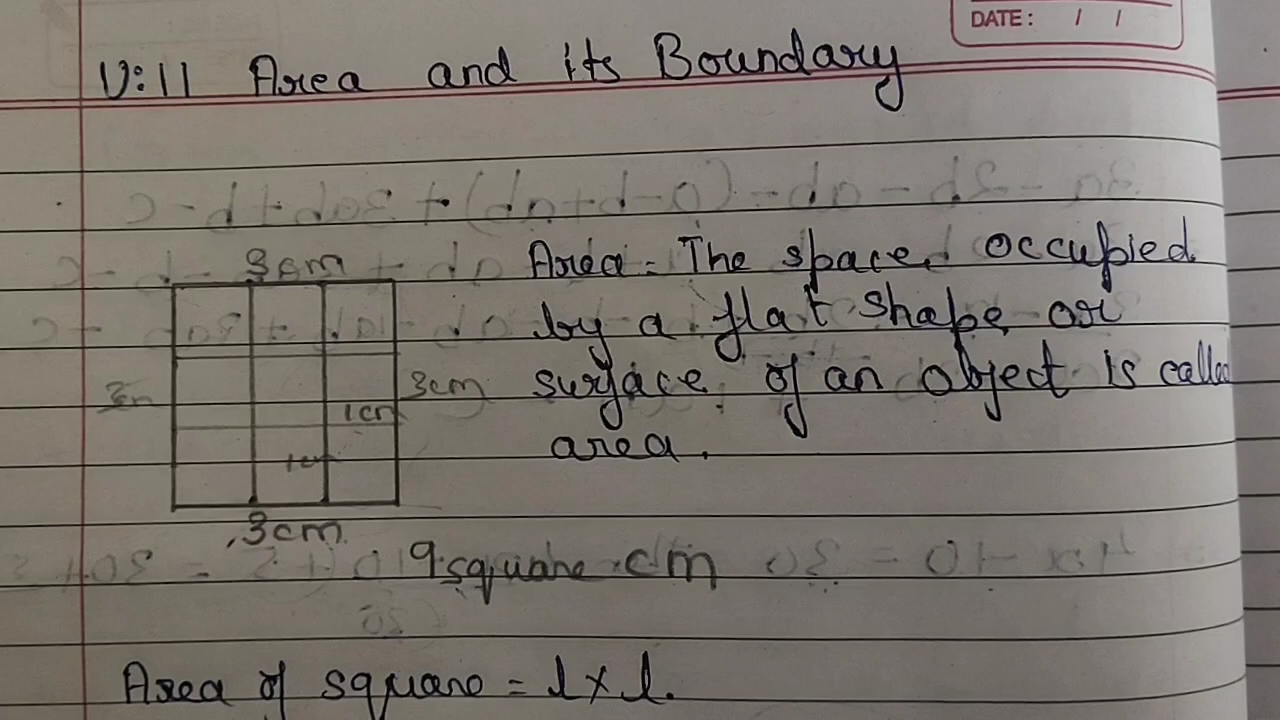 DATE: / /
U:11 Area and its Boundary
3cm
Area - The space occupied
by a flat shape or
3cm surface of an object is called
1cm
area.
1cm
3cm
9 square cm
Area of square = l x l.